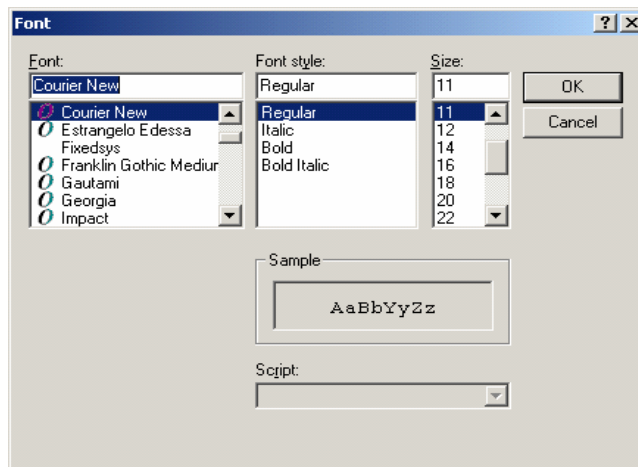 Font
Font: Font style: Size:
Courier New Regular 11 OK
Courier New Regular 11 Cancel
Estrangelo Edessa Italic 12
Fixedsys Bold 14
Franklin Gothic Mediur Bold Italic 16
Gautami 18
Georgia 20
Impact 22
Sample
AaBbYyZz
Script: